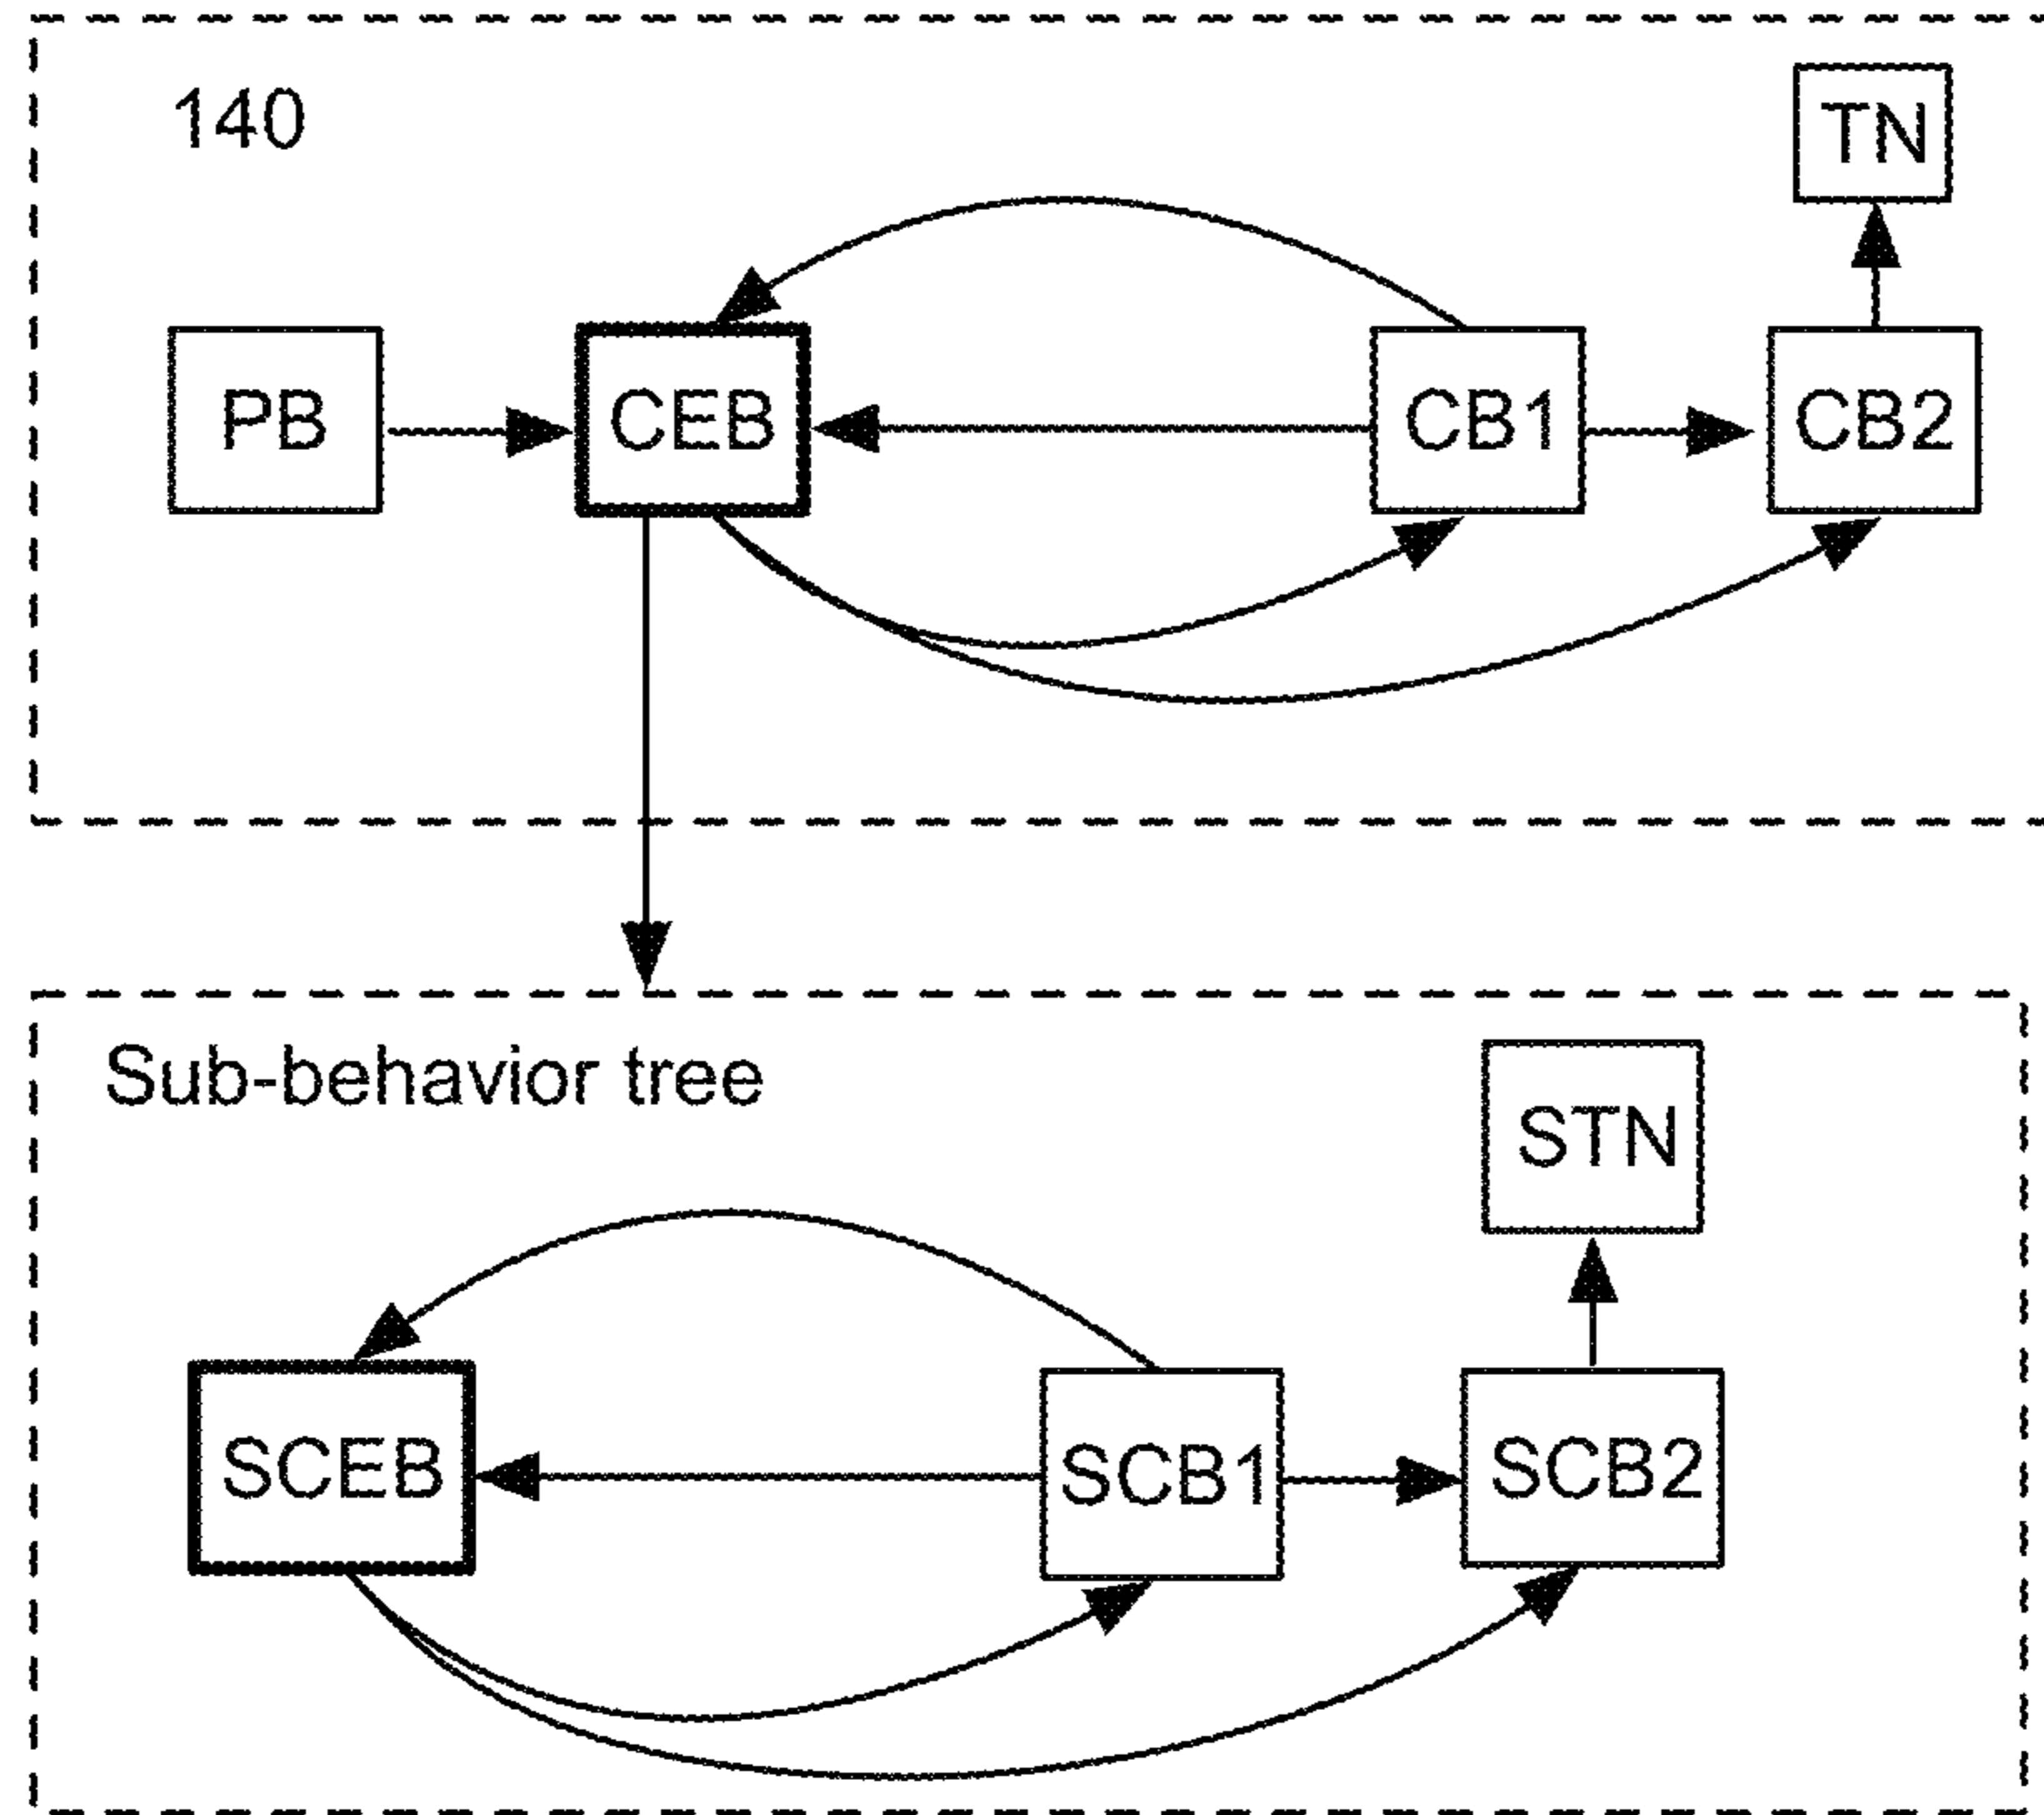 140
TN
PB
CEB
CB1
CB2
Sub-behavior tree
STN
SCEB
SCB1
SCB2